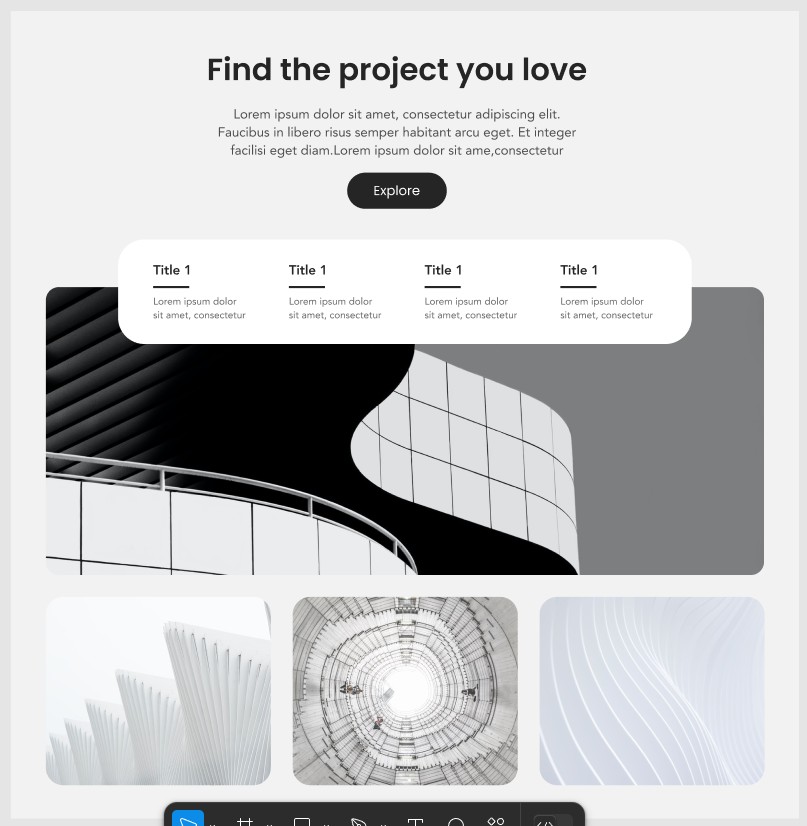 Find the project you love
Lorem ipsum dolor sit amet, consectetur adipiscing elit.
Faucibus in libero risus semper habitant arcu eget. Et integer
facilisi eget diam.Lorem ipsum dolor sit ame,consectetur
Explore
Title 1
Lorem ipsum dolor
sit amet, consectetur
Title 1
Lorem ipsum dolor
sit amet, consectetur
Title 1
Lorem ipsum dolor
sit amet, consectetur
Title 1
Lorem ipsum dolor
sit amet, consectetur